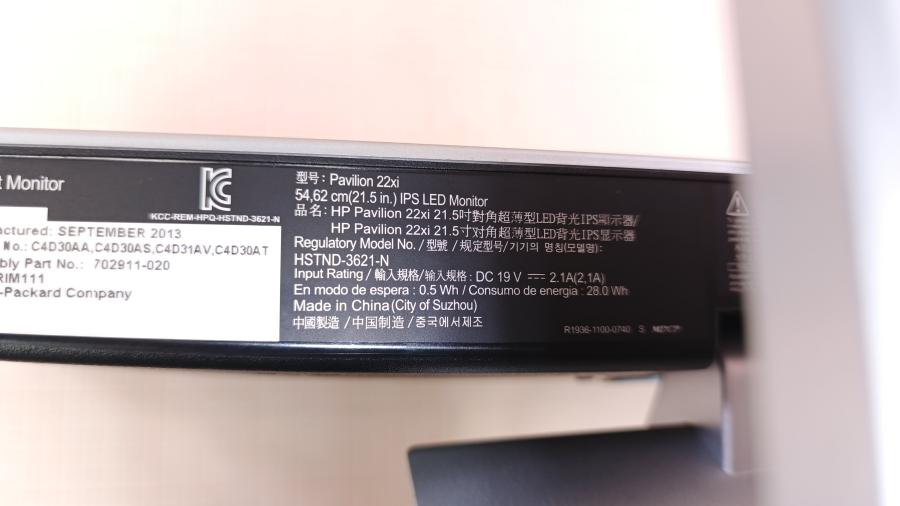 t Monitor
KCC-REM-HPQ-HSTND-3621-N
actured: SEPTEMBER 2013
No.: C4D30AA,C4D30AS,C4D31AV,C4D30AT
bly Part No.: 702911-020
RIM111
-Packard Company
型号: Pavilion 22xi
54,62 cm(21.5 in.) IPS LED Monitor
品名: HP Pavilion 22xi 21.5吋對角超薄型LED背光IPS顯示器/
HP Pavilion 22xi 21.5寸对角超薄型LED背光IPS显示器
Regulatory Model No. / 型號 / 规定型号/기기의 명칭(모델명):
HSTND-3621-N
Input Rating / 輸入規格/输入规格 : DC 19 V ⎓ 2.1A(2,1A)
En modo de espera : 0.5 Wh / Consumo de energia : 28.0 Wh
Made in China(City of Suzhou)
中國製造 / 中国制造 / 중국에서제조
R1936-1100-0740 S